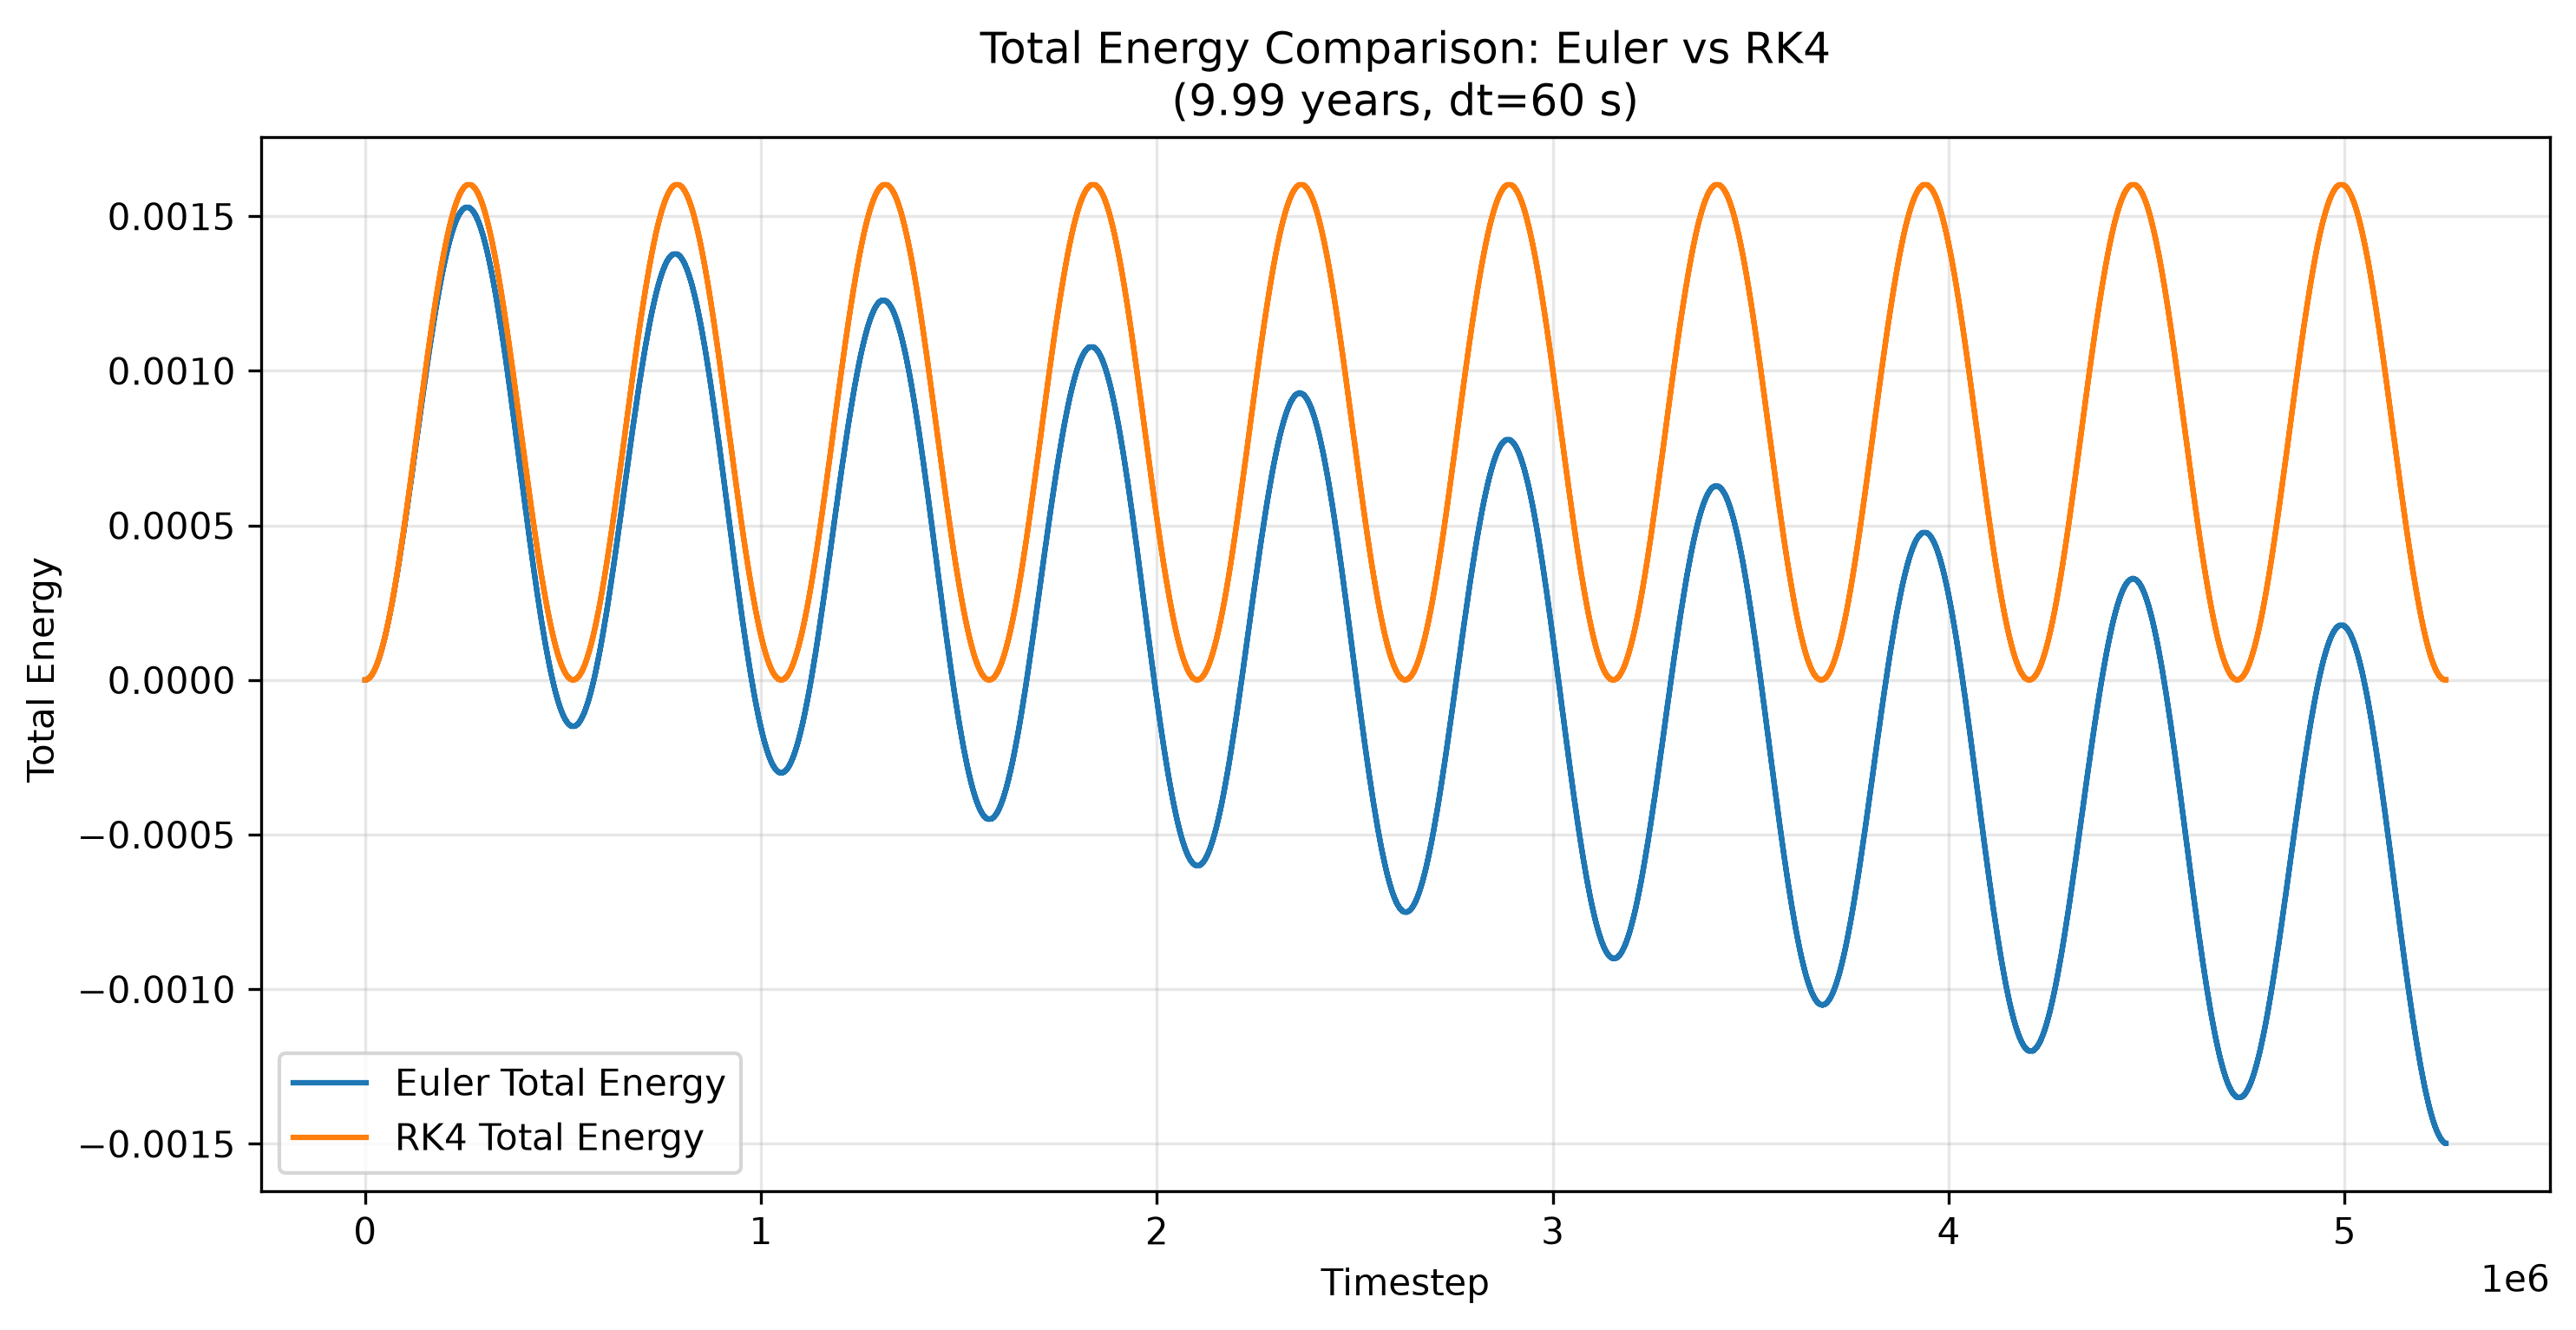 Total Energy Comparison: Euler vs RK4
(9.99 years, dt=60 s)
Total Energy
0.0015
0.0010
0.0005
0.0000
−0.0005
−0.0010
−0.0015
Euler Total Energy
RK4 Total Energy
0 1 2 3 4 5
Timestep
1e6